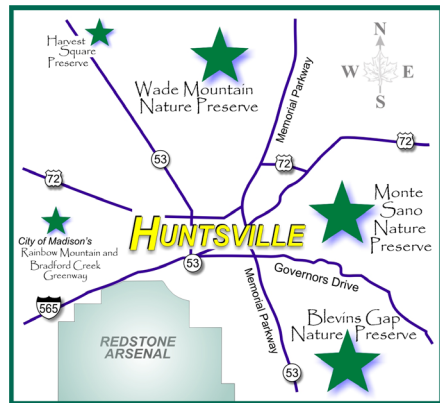 Harvest
Square
Preserve
Wade Mountain
Nature Preserve
Memorial Parkway
N
W
E
S
53
72
72
72
Monte
Sano
Nature
Preserve
HUNTSVILLE
City of Madison's
Rainbow Mountain and
Bradford Creek
Greenway
53
Governors Drive
Memorial Parkway
565
REDSTONE
ARSENAL
Blevins Gap
Nature Preserve
53